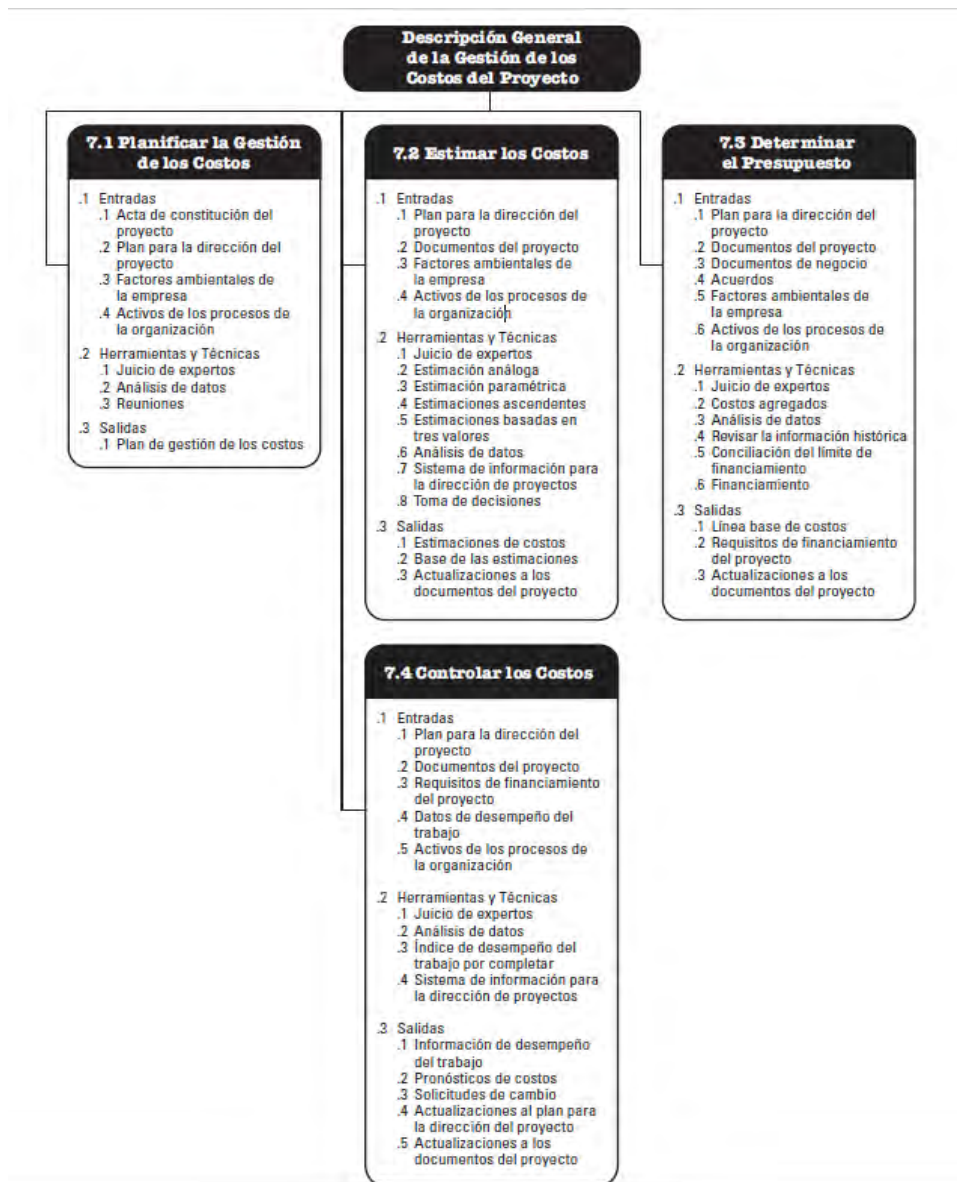 Descripción General
de la Gestión de los
Costos del Proyecto
7.1 Planificar la Gestión
de los Costos
.1 Entradas
.1 Acta de constitución del
proyecto
.2 Plan para la dirección del
proyecto
.3 Factores ambientales de
la empresa
.4 Activos de los procesos de
la organización
.2 Herramientas y Técnicas
.1 Juicio de expertos
.2 Análisis de datos
.3 Reuniones
.3 Salidas
.1 Plan de gestión de los costos
7.2 Estimar los Costos
.1 Entradas
.1 Plan para la dirección del
proyecto
.2 Documentos del proyecto
.3 Factores ambientales de
la empresa
.4 Activos de los procesos de
la organización
.2 Herramientas y Técnicas
.1 Juicio de expertos
.2 Estimación análoga
.3 Estimación paramétrica
.4 Estimaciones ascendentes
.5 Estimaciones basadas en
tres valores
.6 Análisis de datos
.7 Sistema de información para
la dirección de proyectos
.8 Toma de decisiones
.3 Salidas
.1 Estimaciones de costos
.2 Base de las estimaciones
.3 Actualizaciones a los
documentos del proyecto
7.3 Determinar
el Presupuesto
.1 Entradas
.1 Plan para la dirección del
proyecto
.2 Documentos del proyecto
.3 Documentos de negocio
.4 Acuerdos
.5 Factores ambientales de
la empresa
.6 Activos de los procesos de
la organización
.2 Herramientas y Técnicas
.1 Juicio de expertos
.2 Costos agregados
.3 Análisis de datos
.4 Revisar la información histórica
.5 Conciliación del límite de
financiamiento
.6 Financiamiento
.3 Salidas
.1 Línea base de costos
.2 Requisitos de financiamiento
del proyecto
.3 Actualizaciones a los
documentos del proyecto
7.4 Controlar los Costos
.1 Entradas
.1 Plan para la dirección del
proyecto
.2 Documentos del proyecto
.3 Requisitos de financiamiento
del proyecto
.4 Datos de desempeño del
trabajo
.5 Activos de los procesos de
la organización
.2 Herramientas y Técnicas
.1 Juicio de expertos
.2 Análisis de datos
.3 Índice de desempeño del
trabajo por completar
.4 Sistema de información para
la dirección de proyectos
.3 Salidas
.1 Información de desempeño
del trabajo
.2 Pronósticos de costos
.3 Solicitudes de cambio
.4 Actualizaciones al plan para
la dirección del proyecto
.5 Actualizaciones a los
documentos del proyecto